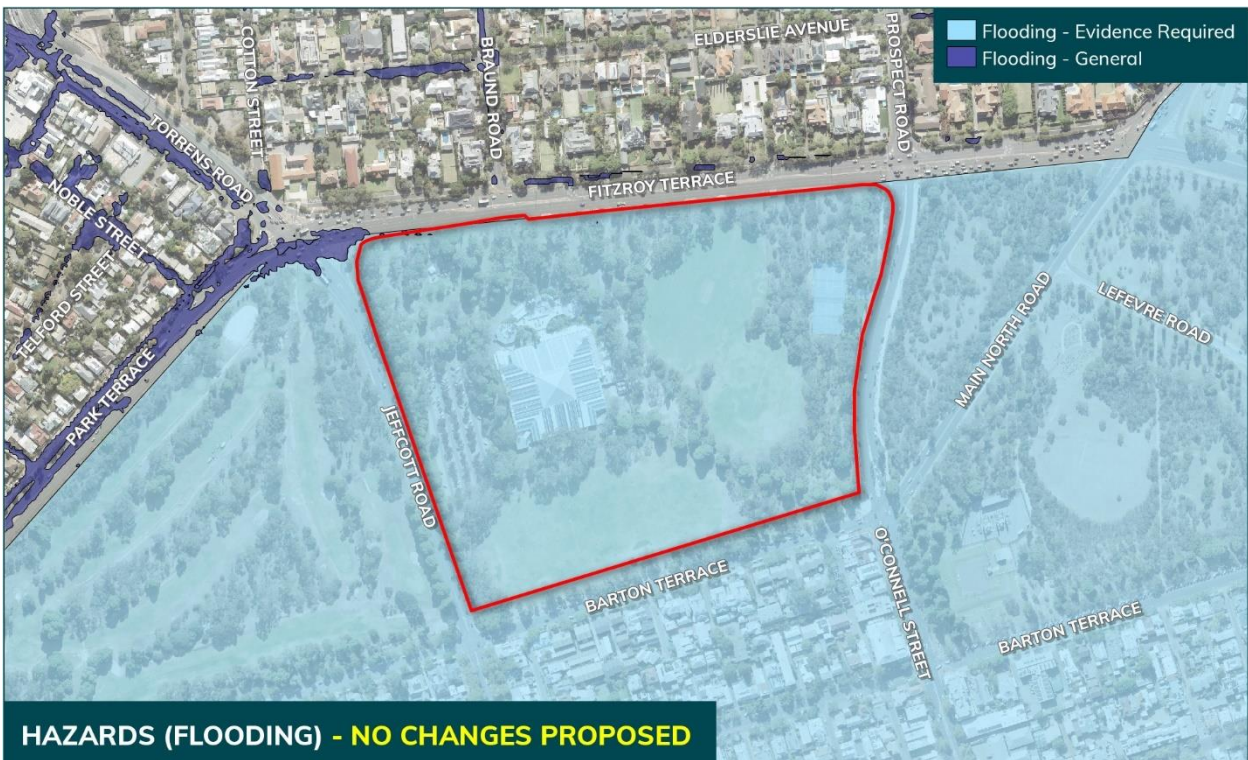 Flooding - Evidence Required
Flooding - General
ELDERSLIE AVENUE
PROSPECT ROAD
COTTON STREET
BRAUND ROAD
TORRENS ROAD
FITZROY TERRACE
NOBLE STREET
TELFORD STREET
PARK TERRACE
JEFFCOTT ROAD
MAIN NORTH ROAD
LEFEVRE ROAD
BARTON TERRACE
O'CONNELL STREET
BARTON TERRACE
HAZARDS (FLOODING) - NO CHANGES PROPOSED